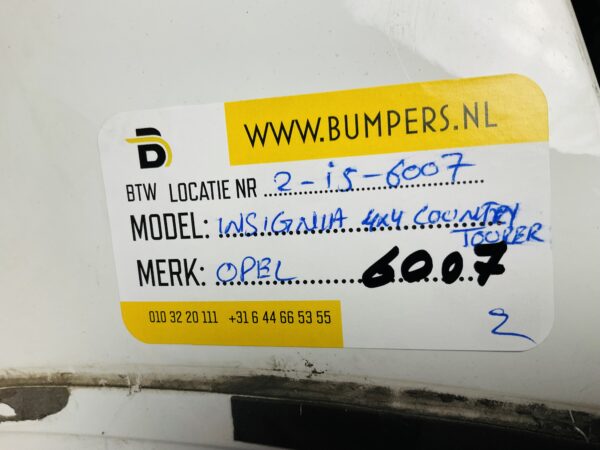 WWW.BUMPERS.NL
BTW LOCATIE NR 2-15-6007
MODEL: INSIGNIA 4x4 COUNTRY
TOURER
MERK: OPEL 6007
010 32 20 111 +31 6 44 66 53 55
2